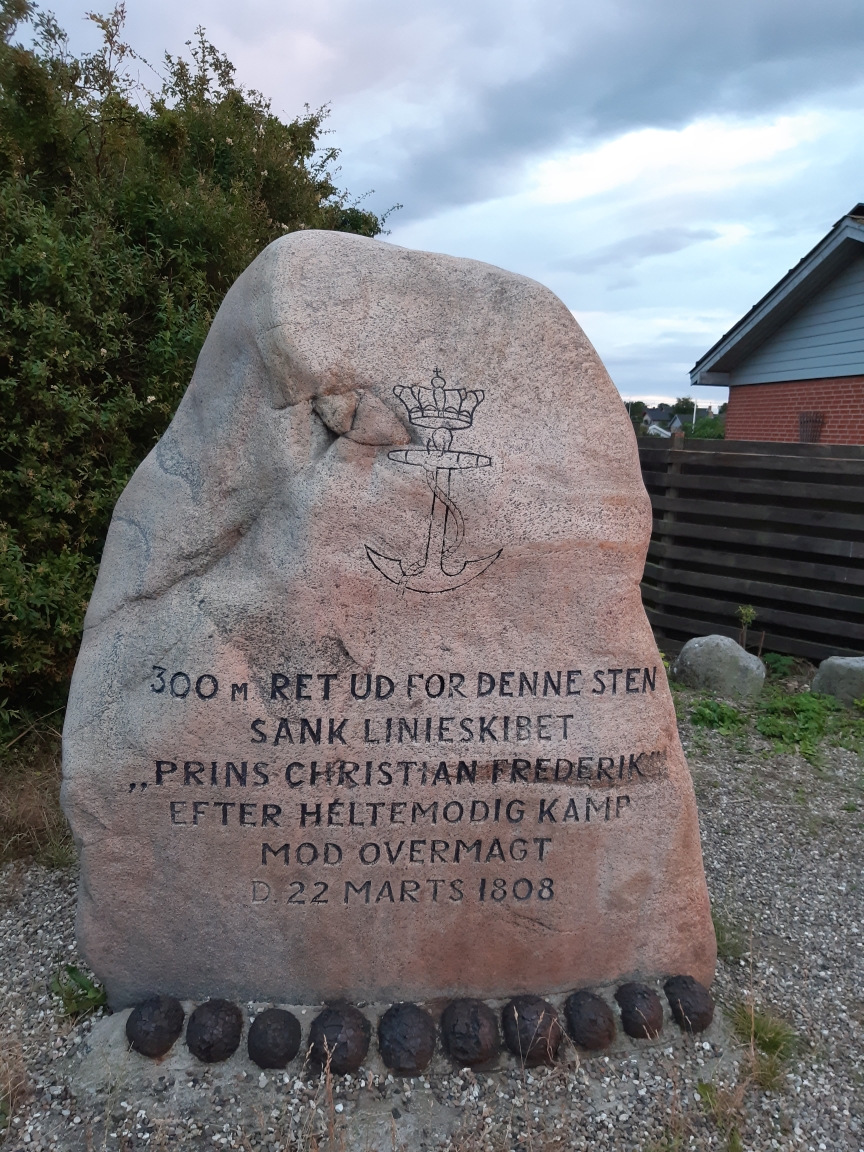 300 M RET UD FOR DENNE STEN
SANK LINIESKIBET
„PRINS CHRISTIAN FREDERIK"
EFTER HELTEMODIG KAMP
MOD OVERMAGT
D. 22 MARTS 1808